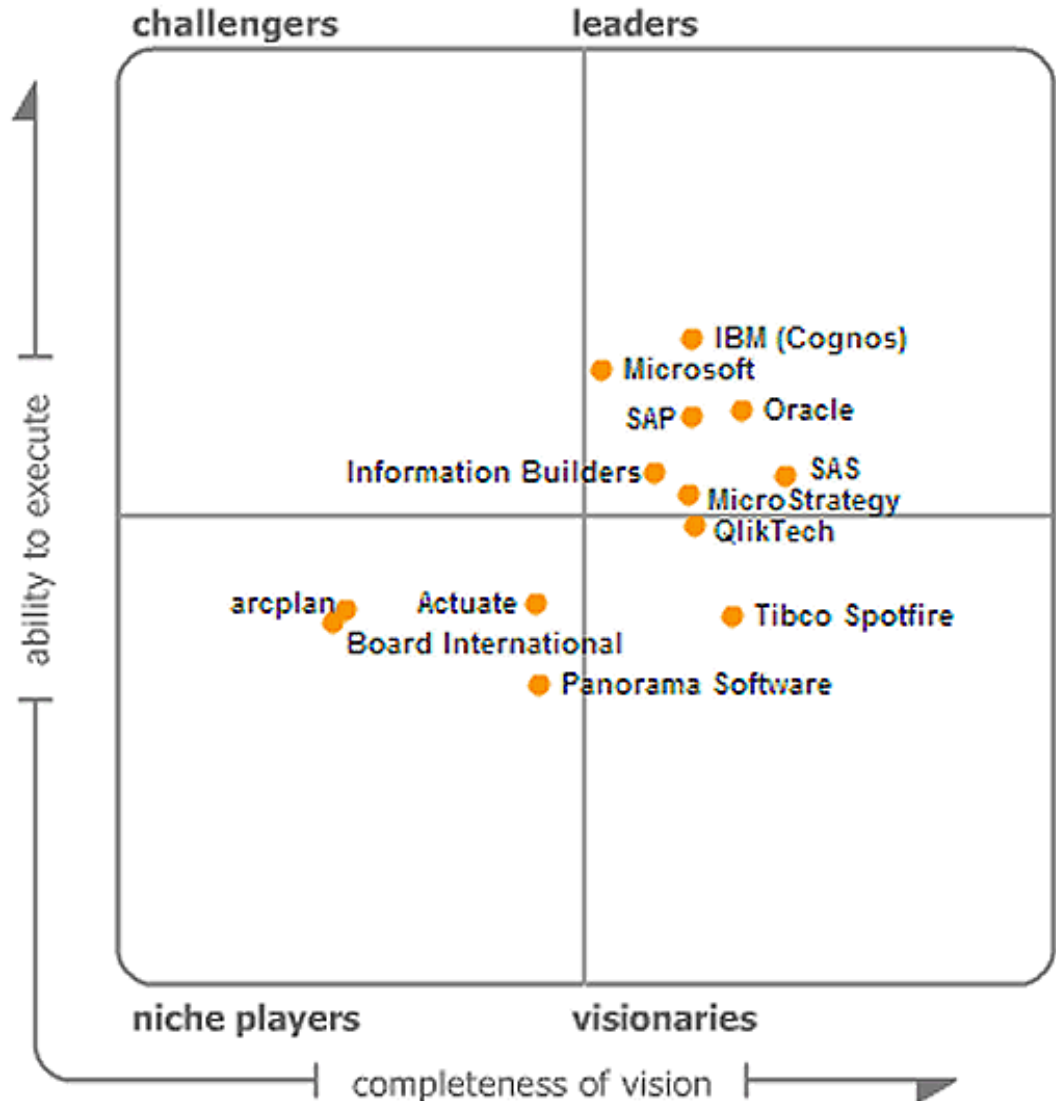 challengers
leaders
IBM (Cognos)
Microsoft
SAP
Oracle
Information Builders
SAS
MicroStrategy
QlikTech
arcplan
Actuate
Tibco Spotfire
Board International
Panorama Software
niche players
visionaries
ability to execute
completeness of vision